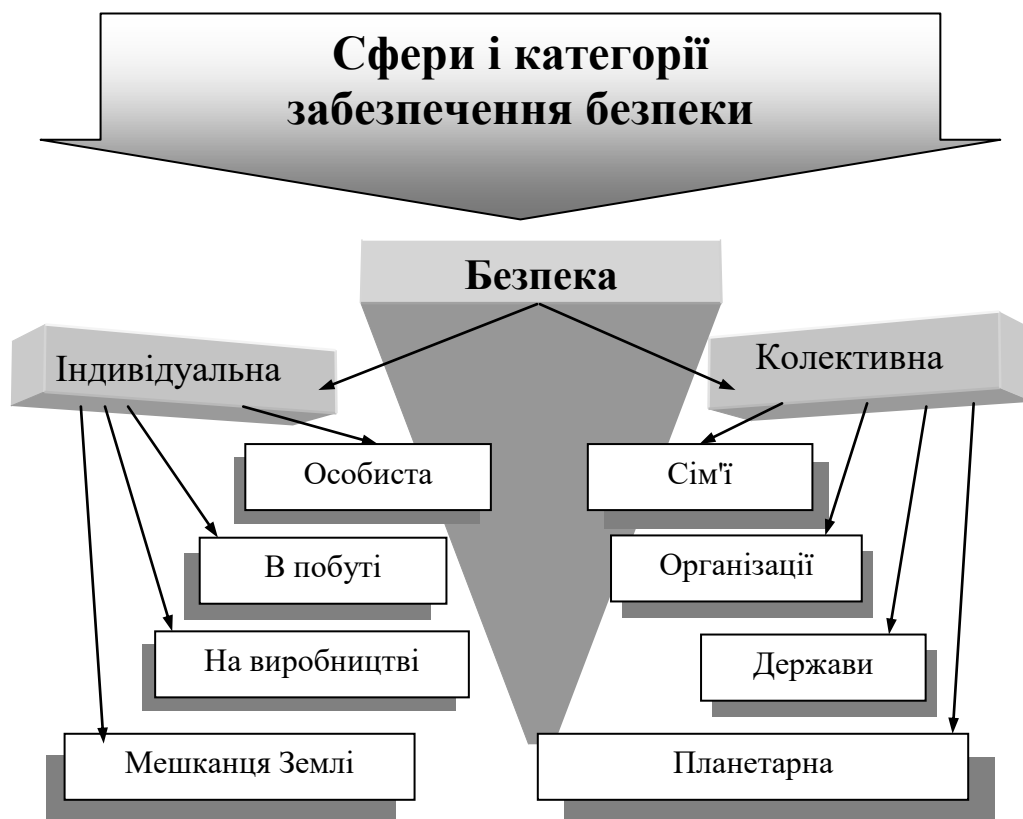 Сфери і категорії
забезпечення безпеки
Безпека
Індивідуальна
Колективна
Особиста
Сім'ї
В побуті
Організації
На виробництві
Держави
Мешканця Землі
Планетарна